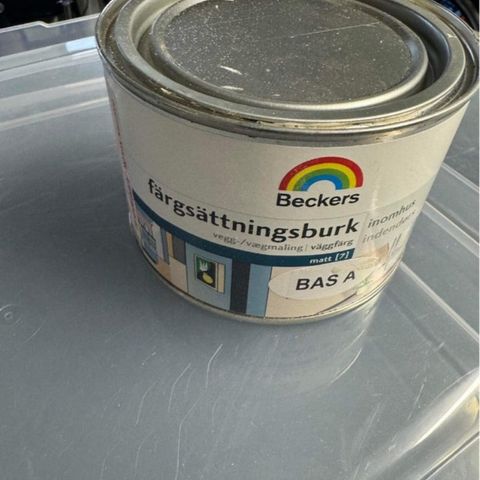 Beckers
färgsättningsburk
vegg-/vægmaling | väggfärg
matt [7]
inomhus
indendørs
BAS A